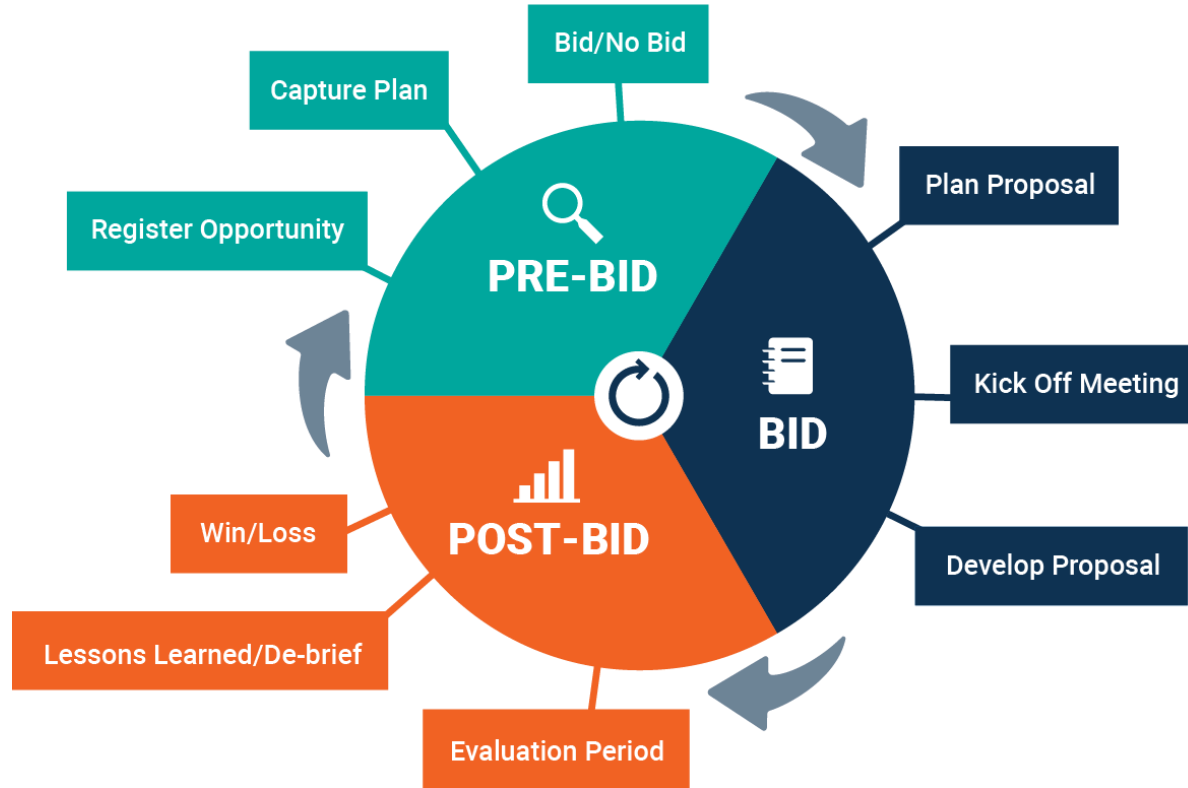 Bid/No Bid
Capture Plan
Plan Proposal
Register Opportunity
PRE-BID
Kick Off Meeting
BID
Win/Loss
POST-BID
Develop Proposal
Lessons Learned/De-brief
Evaluation Period